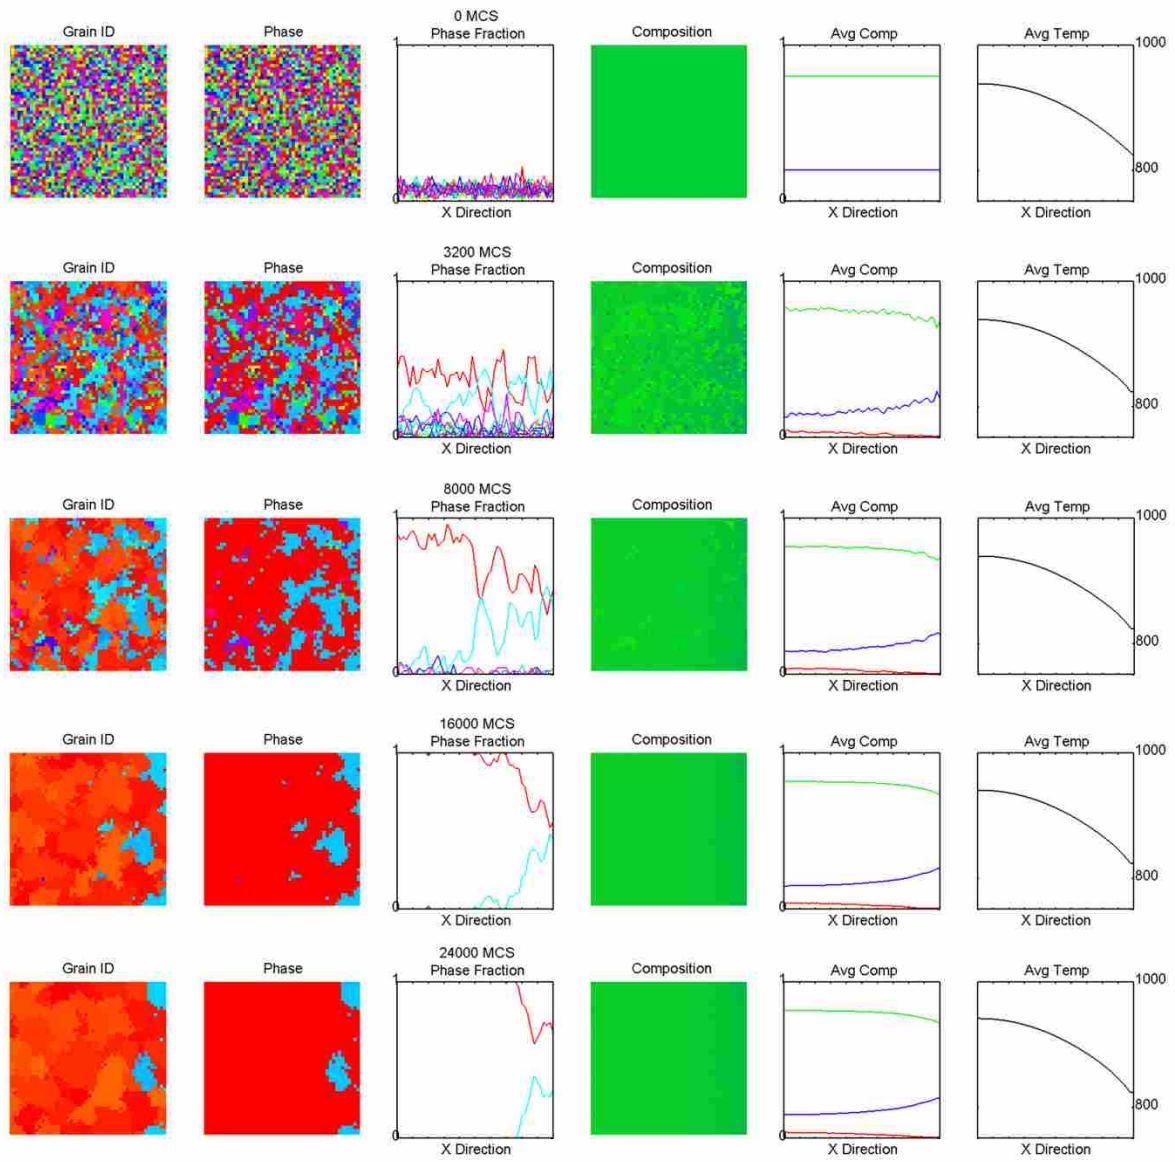 0 MCS
Grain ID Phase Phase Fraction Composition Avg Comp Avg Temp
1 1 1000
800
0 0
X Direction X Direction X Direction
3200 MCS
Grain ID Phase Phase Fraction Composition Avg Comp Avg Temp
1 1 1000
800
0 0
X Direction X Direction X Direction
8000 MCS
Grain ID Phase Phase Fraction Composition Avg Comp Avg Temp
1 1 1000
800
0 0
X Direction X Direction X Direction
16000 MCS
Grain ID Phase Phase Fraction Composition Avg Comp Avg Temp
1 1 1000
800
0 0
X Direction X Direction X Direction
24000 MCS
Grain ID Phase Phase Fraction Composition Avg Comp Avg Temp
1 1 1000
800
0 0
X Direction X Direction X Direction